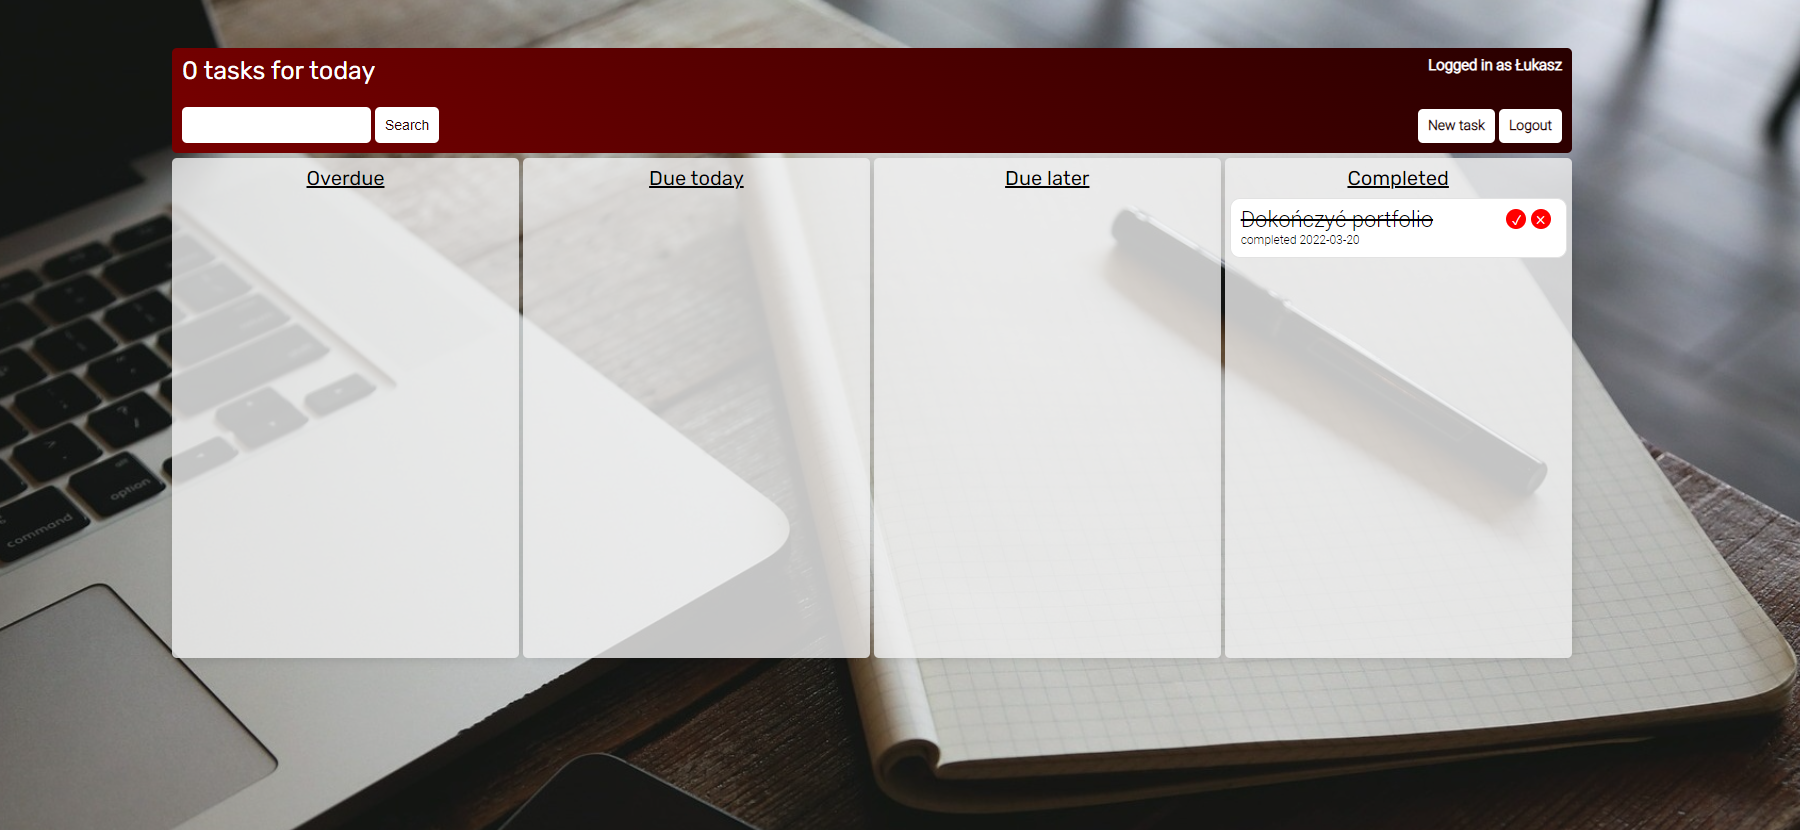 0 tasks for today
Logged in as Łukasz
Search
New task
Logout
Overdue
Due today
Due later
Completed
Dokończyć portfolio
completed 2022-03-20
option
command